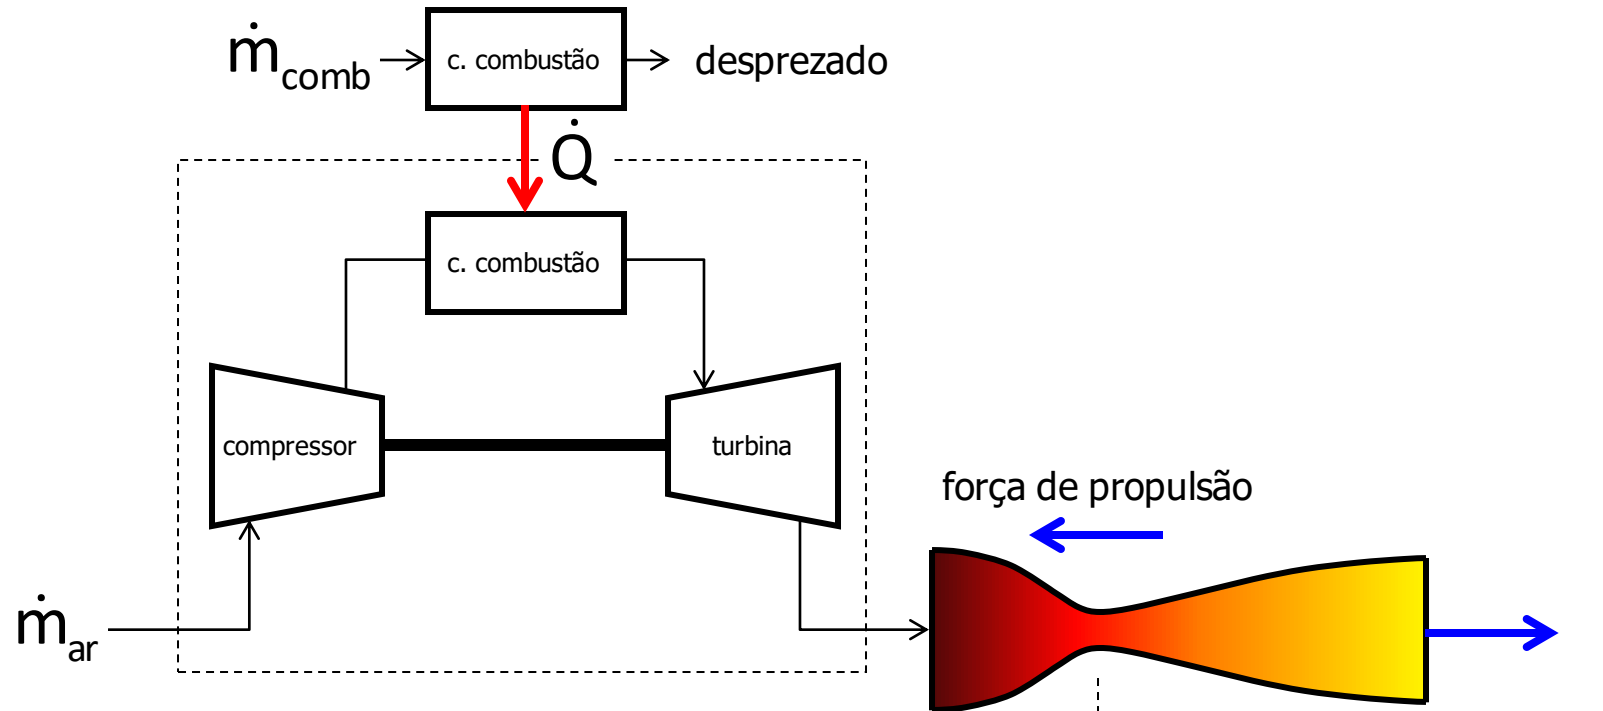 ṁcomb
c. combustão
desprezado
Q̇
c. combustão
compressor
turbina
força de propulsão
ṁar